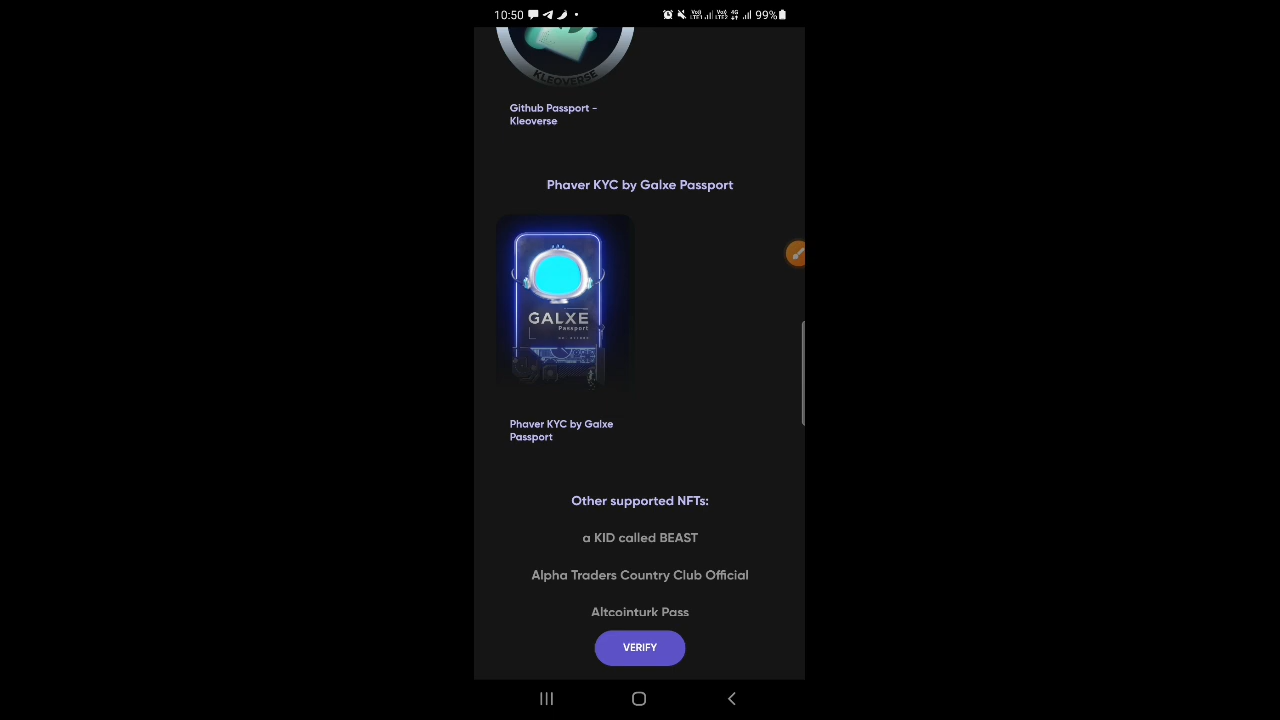 10:50
99%
KLEOVERSE
Github Passport -
Kleoverse
Phaver KYC by Galxe Passport
GALXE
Passport
Phaver KYC by Galxe
Passport
Other supported NFTs:
a KID called BEAST
Alpha Traders Country Club Official
Altcointurk Pass
VERIFY